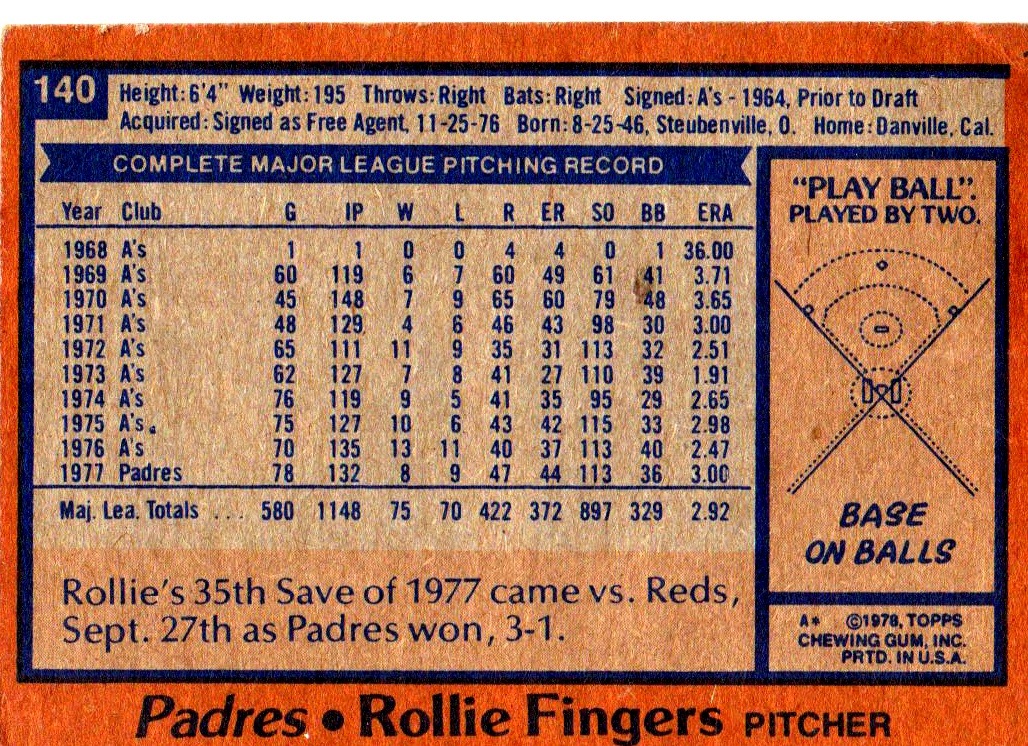 140
Height: 6'4" Weight: 195 Throws: Right Bats: Right Signed: A's - 1964, Prior to Draft
Acquired: Signed as Free Agent, 11-25-76 Born: 8-25-46, Steubenville, O. Home: Danville, Cal.
COMPLETE MAJOR LEAGUE PITCHING RECORD
Year Club G IP W L R ER SO BB ERA
1968 A's 1 1 0 0 4 4 0 1 36.00
1969 A's 60 119 6 7 60 49 61 41 3.71
1970 A's 45 148 7 9 65 60 79 48 3.65
1971 A's 48 129 4 6 46 43 98 30 3.00
1972 A's 65 111 11 9 35 31 113 32 2.51
1973 A's 62 127 7 8 41 27 110 39 1.91
1974 A's 76 119 9 5 41 35 95 29 2.65
1975 A's 75 127 10 6 43 42 115 33 2.98
1976 A's 70 135 13 11 40 37 113 40 2.47
1977 Padres 78 132 8 9 47 44 113 36 3.00
Maj. Lea. Totals ... 580 1148 75 70 422 372 897 329 2.92
Rollie's 35th Save of 1977 came vs. Reds,
Sept. 27th as Padres won, 3-1.
"PLAY BALL".
PLAYED BY TWO.
BASE
ON BALLS
A* ©1978, TOPPS
CHEWING GUM, INC.
PRTD. IN U.S.A.
Padres • Rollie Fingers PITCHER